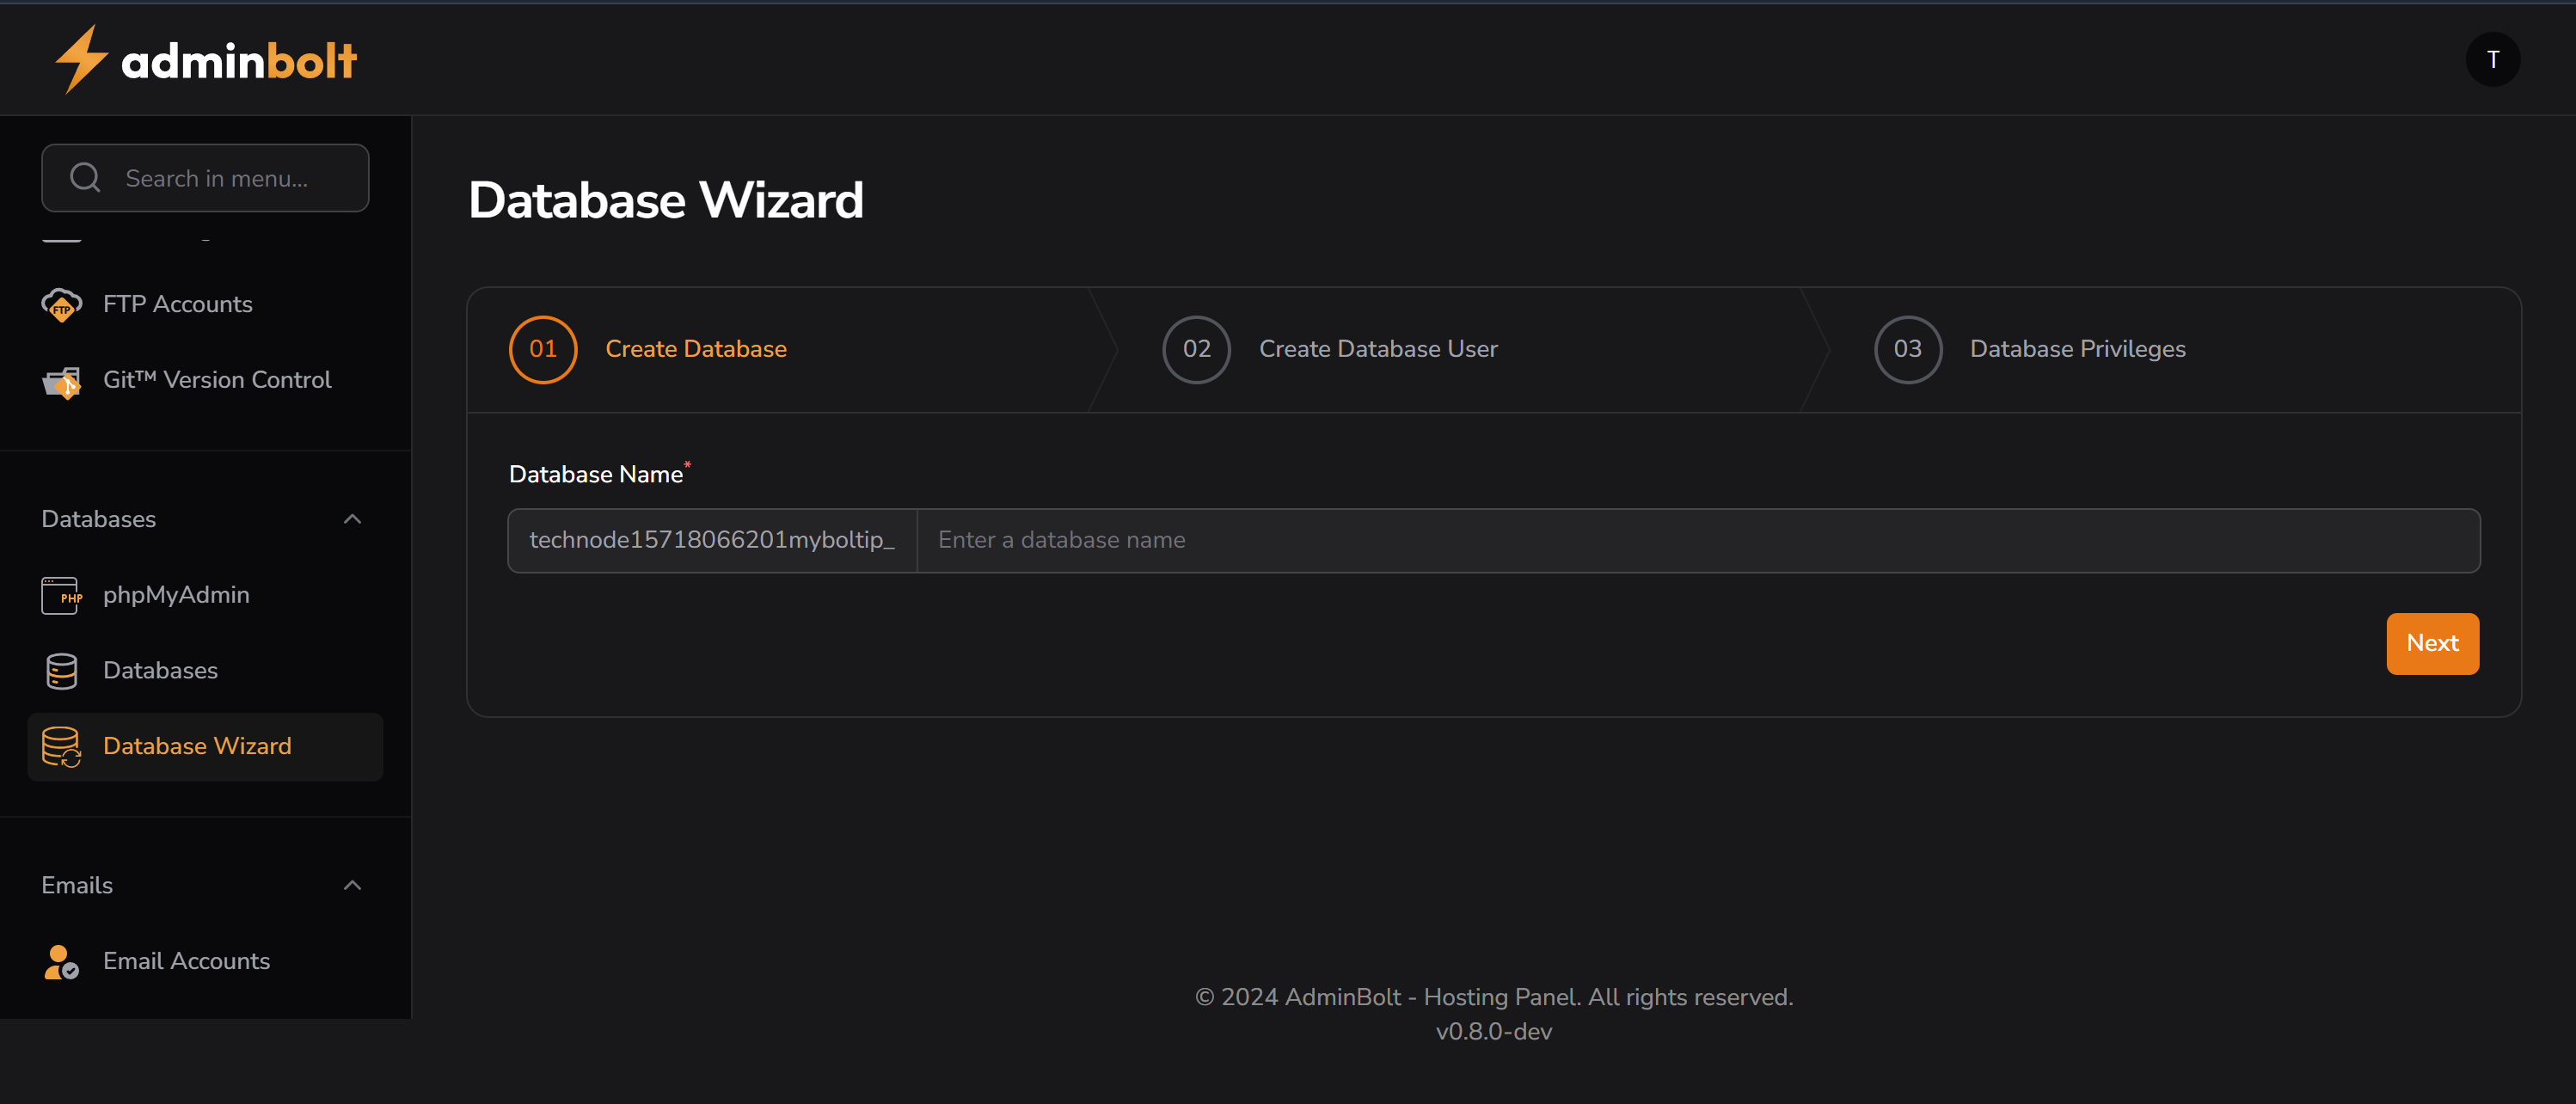 adminbolt
T
Search in menu...
FTP
FTP Accounts
Git™ Version Control
Databases
PHP
phpMyAdmin
Databases
Database Wizard
Emails
Email Accounts
Database Wizard
01 Create Database
02 Create Database User
03 Database Privileges
Database Name*
technode15718066201myboltip_ Enter a database name
Next
© 2024 AdminBolt - Hosting Panel. All rights reserved.
v0.8.0-dev